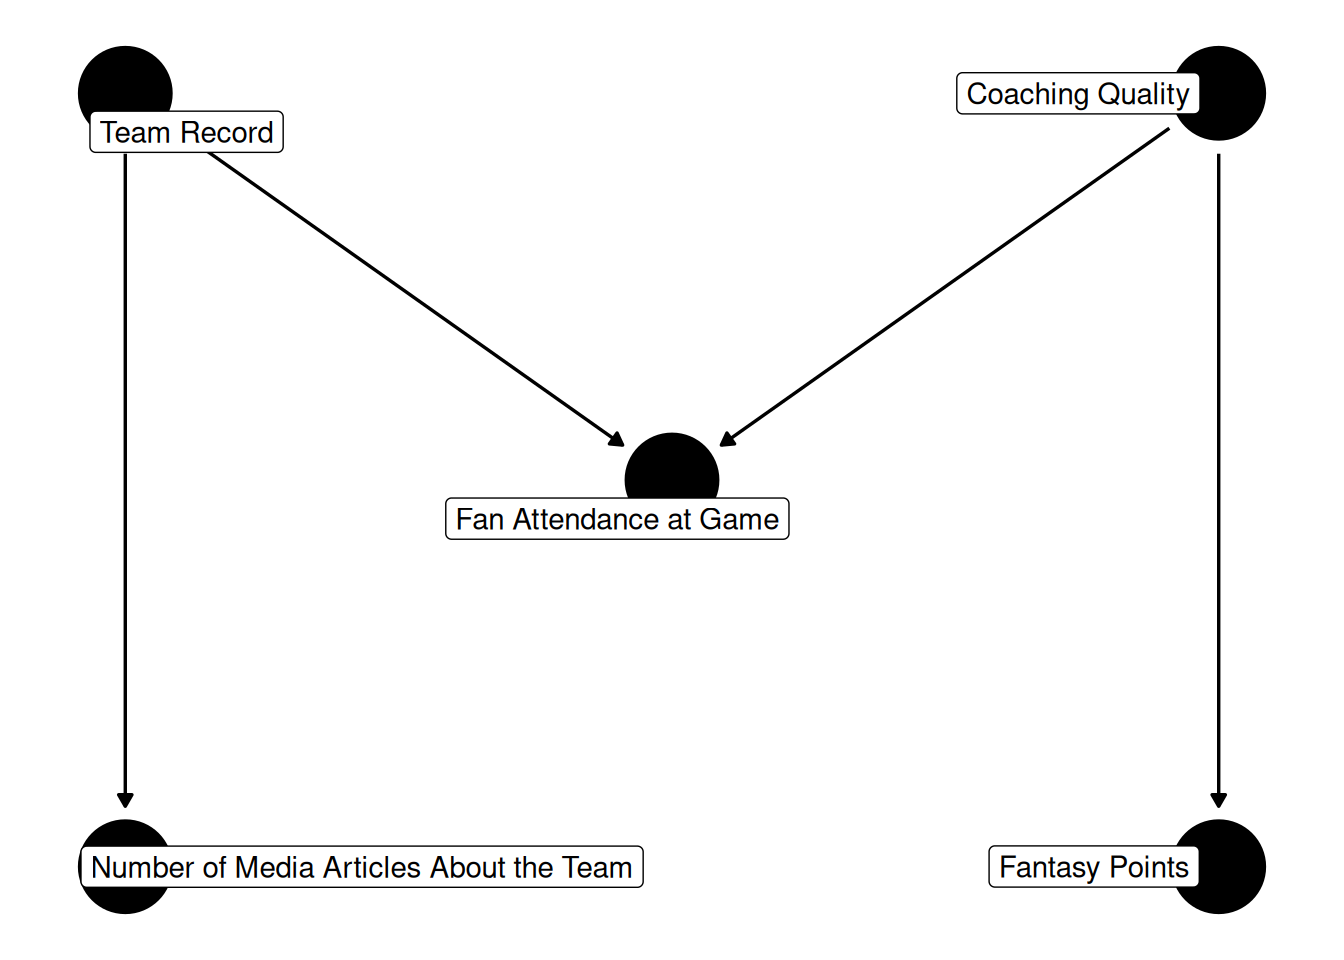 Coaching Quality
Team Record
Fan Attendance at Game
Number of Media Articles About the Team
Fantasy Points